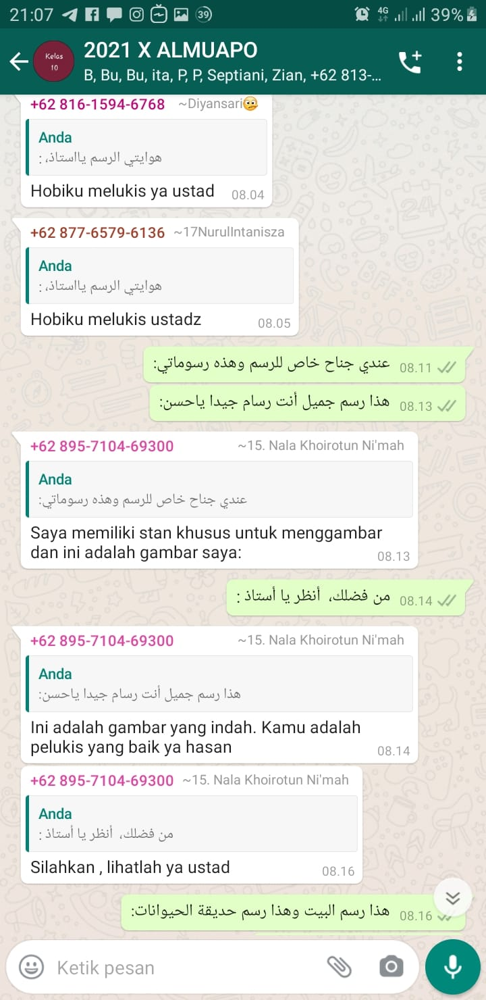 21:07 39 4G 39%
Kelas
10
2021 X ALMUAPO
B, Bu, Bu, ita, P, P, Septiani, Zian, +62 813-...
+62 816-1594-6768 ~Diyansari🤕
Anda
هوايتي الرسم يااستاذ، :
Hobiku melukis ya ustad 08.04
+62 877-6579-6136 ~17NurulIntanisza
Anda
هوايتي الرسم يااستاذ، :
Hobiku melukis ustadz 08.05
عندي جناح خاص للرسم وهذه رسوماتي: 08.11
هذا رسم جميل أنت رسام جيدا ياحسن: 08.13
+62 895-7104-69300 ~15. Nala Khoirotun Ni'mah
Anda
عندي جناح خاص للرسم وهذه رسوماتي:
Saya memiliki stan khusus untuk menggambar
dan ini adalah gambar saya: 08.13
من فضلك، أنظر يا أستاذ : 08.14
+62 895-7104-69300 ~15. Nala Khoirotun Ni'mah
Anda
هذا رسم جميل أنت رسام جيدا ياحسن:
Ini adalah gambar yang indah. Kamu adalah
pelukis yang baik ya hasan 08.14
+62 895-7104-69300 ~15. Nala Khoirotun Ni'mah
Anda
من فضلك، أنظر يا أستاذ :
Silahkan , lihatlah ya ustad 08.16
هذا رسم البيت وهذا رسم حديقة الحيوانات: 08.16
Ketik pesan